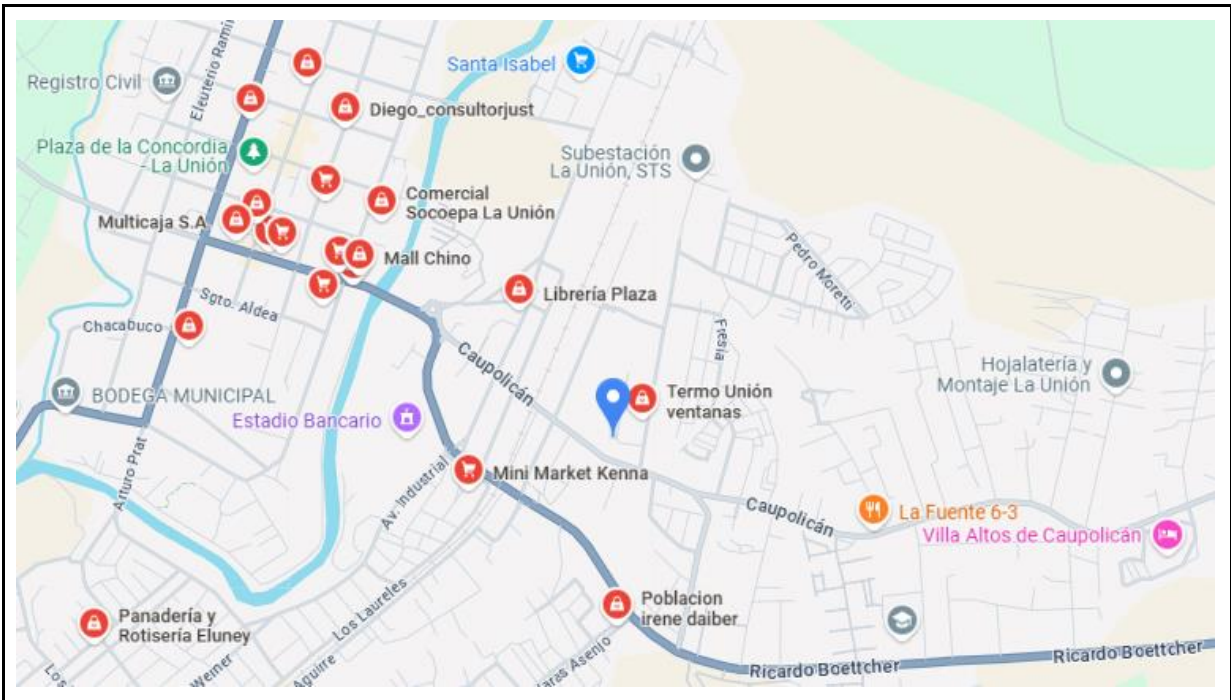 Eleuterio Ramí
Santa Isabel
Registro Civil
Diego_consultorjust
Plaza de la Concordia
- La Unión
Subestación
La Unión, STS
Comercial
Socoepa La Unión
Multicaja S.A
Pedro Moretti
Mall Chino
Sgto. Aldea
Librería Plaza
Chacabuco
Fresia
Caupolicán
Hojalatería y
Montaje La Unión
BODEGA MUNICIPAL
Termo Unión
ventanas
Estadio Bancario
Arturo Prat
Av. Industrial
Mini Market Kenna
Caupolicán
La Fuente 6-3
Villa Altos de Caupolicán
Panadería y
Rotisería Eluney
Los Laureles
Poblacion
irene daiber
Los
Weiner
Aguirre
aras Asenjo
Ricardo Boettcher
Ricardo Boettcher